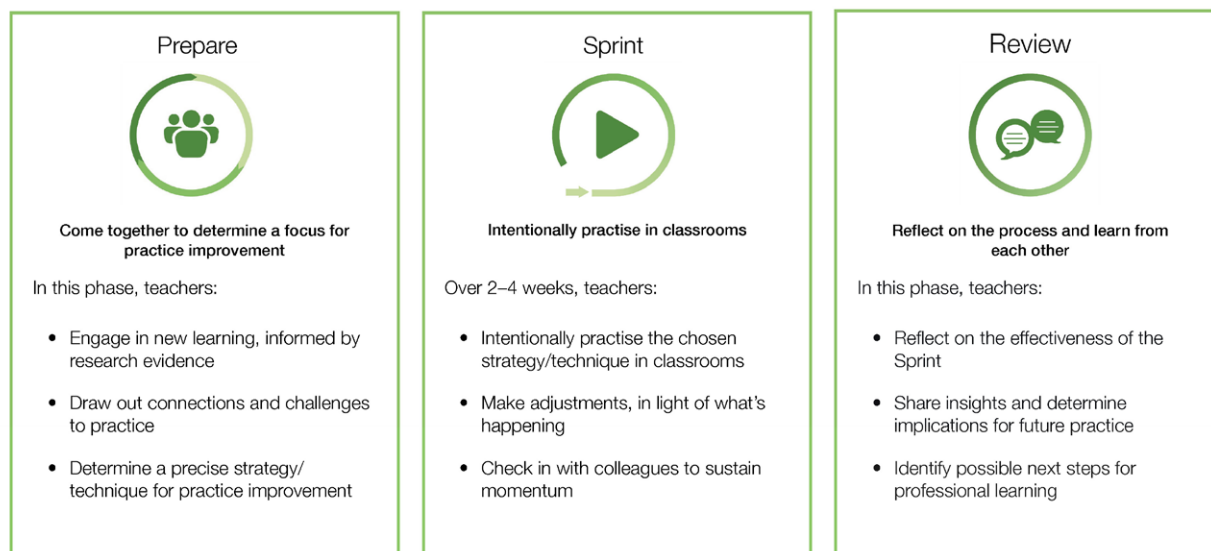 Prepare
Come together to determine a focus for
practice improvement
In this phase, teachers:
• Engage in new learning, informed by
research evidence
• Draw out connections and challenges
to practice
• Determine a precise strategy/
technique for practice improvement
Sprint
Intentionally practise in classrooms
Over 2–4 weeks, teachers:
• Intentionally practise the chosen
strategy/technique in classrooms
• Make adjustments, in light of what's
happening
• Check in with colleagues to sustain
momentum
Review
Reflect on the process and learn from
each other
In this phase, teachers:
• Reflect on the effectiveness of the
Sprint
• Share insights and determine
implications for future practice
• Identify possible next steps for
professional learning